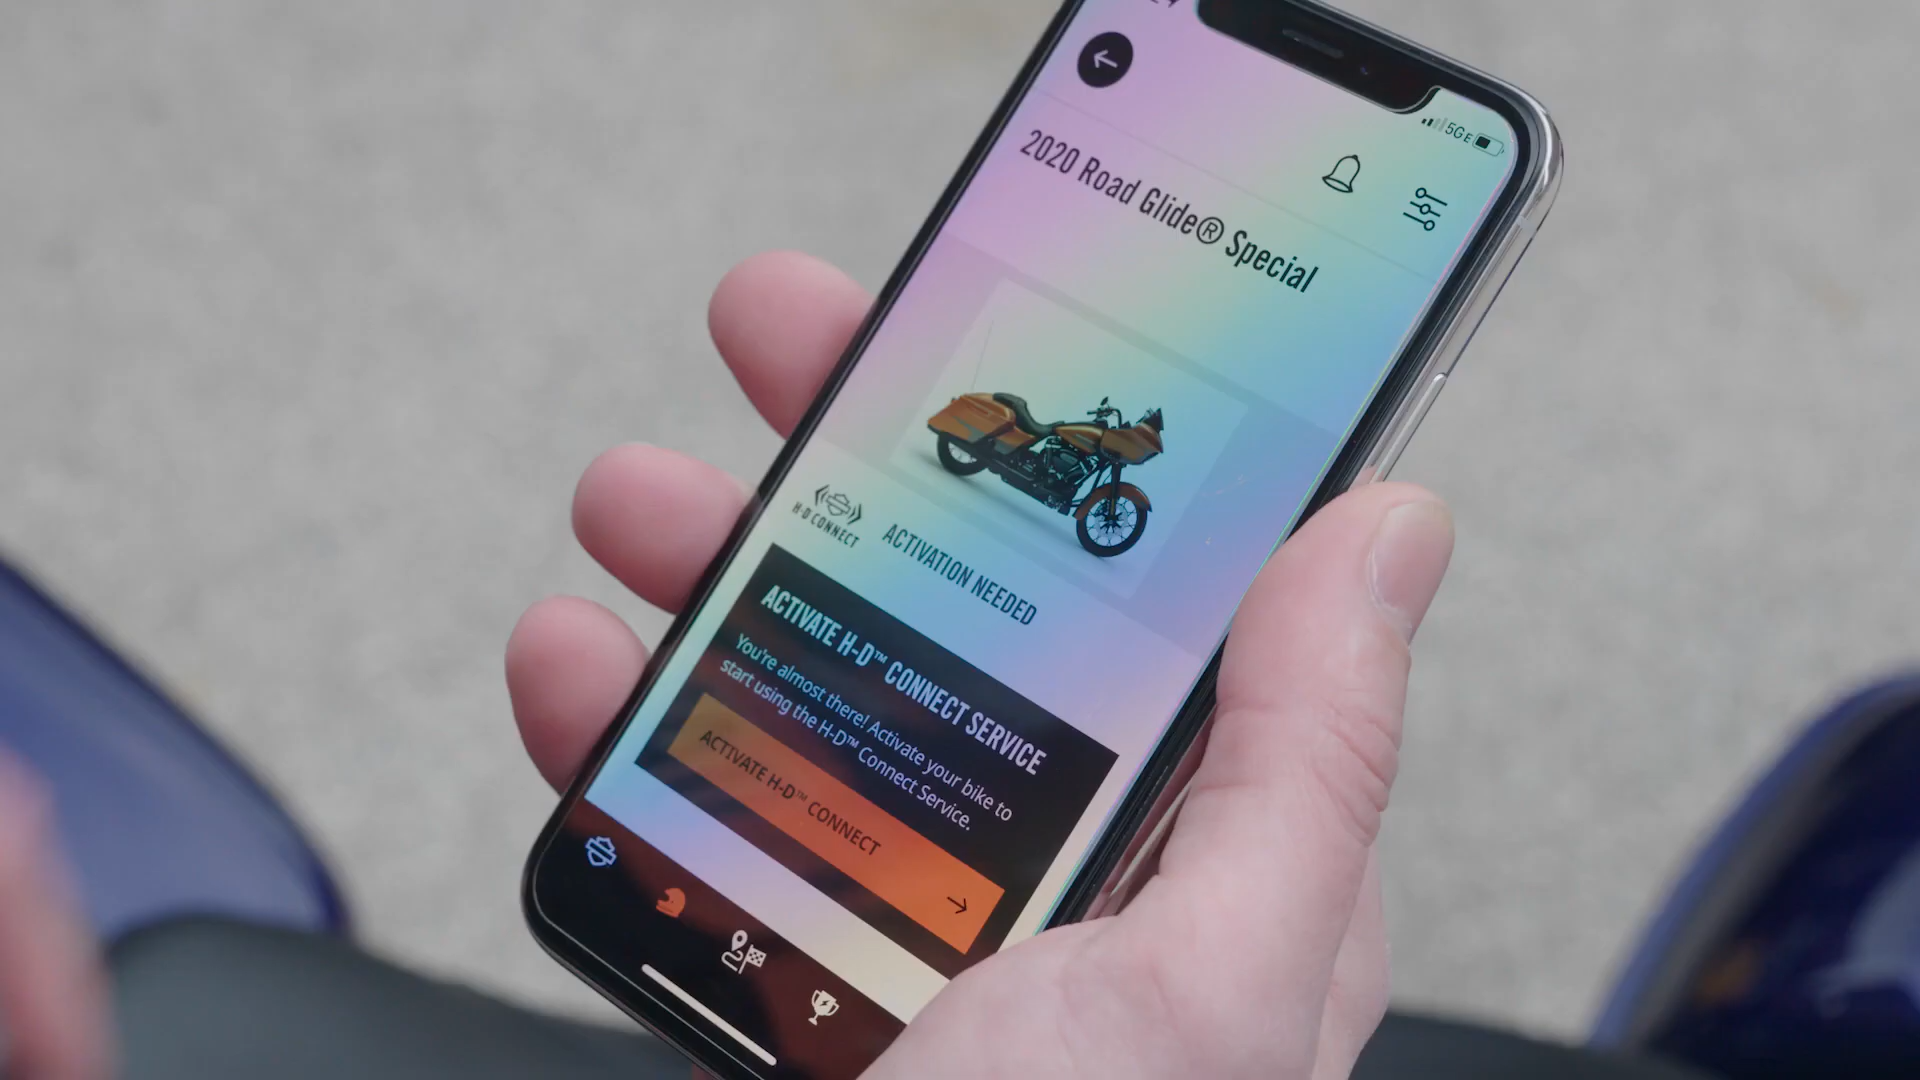 5GE
2020 Road Glide® Special
H-D CONNECT
ACTIVATION NEEDED
ACTIVATE H-D™ CONNECT SERVICE
You're almost there! Activate your bike to
start using the H-D™ Connect Service.
ACTIVATE H-D™ CONNECT